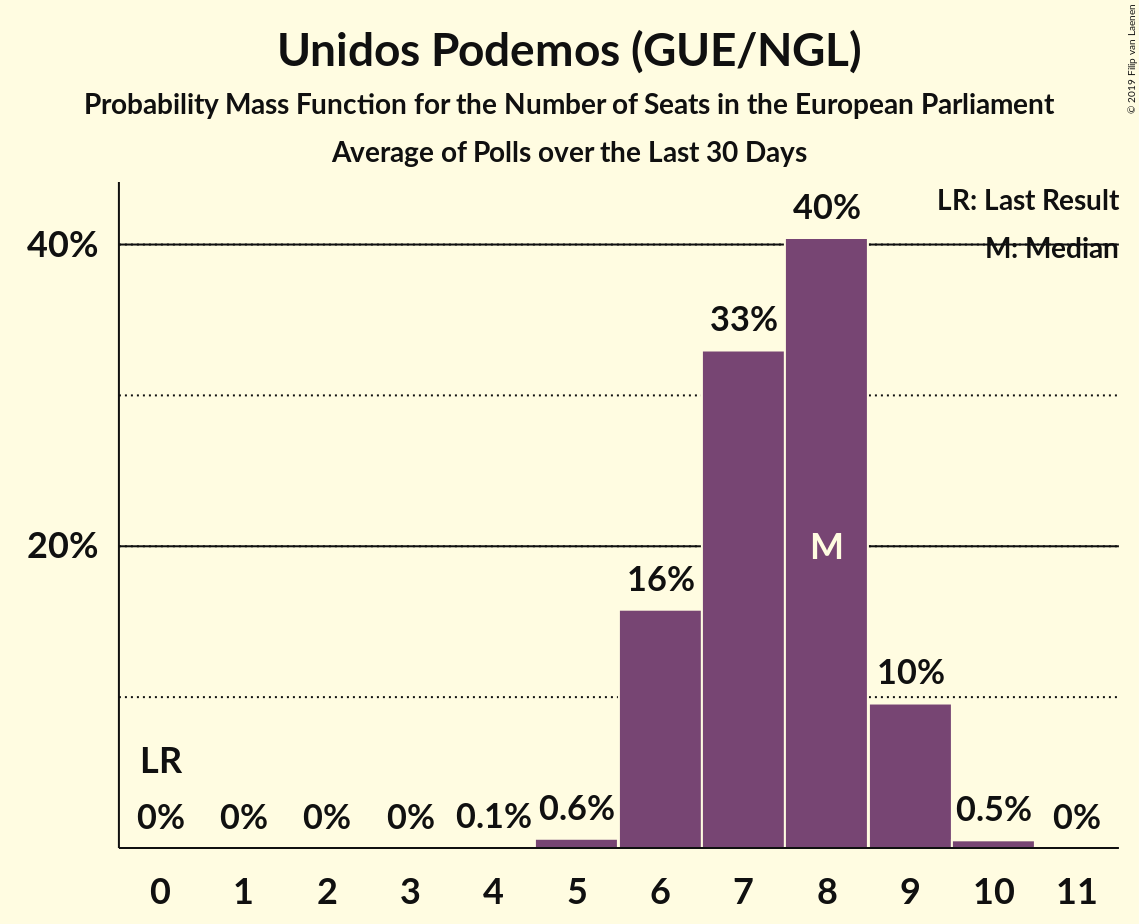 Unidos Podemos (GUE/NGL)
Probability Mass Function for the Number of Seats in the European Parliament
Average of Polls over the Last 30 Days
© 2019 Filip van Laenen
LR: Last Result
M: Median
40%
20%
LR
0%
0%
0%
0%
0.1%
0.6%
16%
33%
40%
M
10%
0.5%
0%
0 1 2 3 4 5 6 7 8 9 10 11